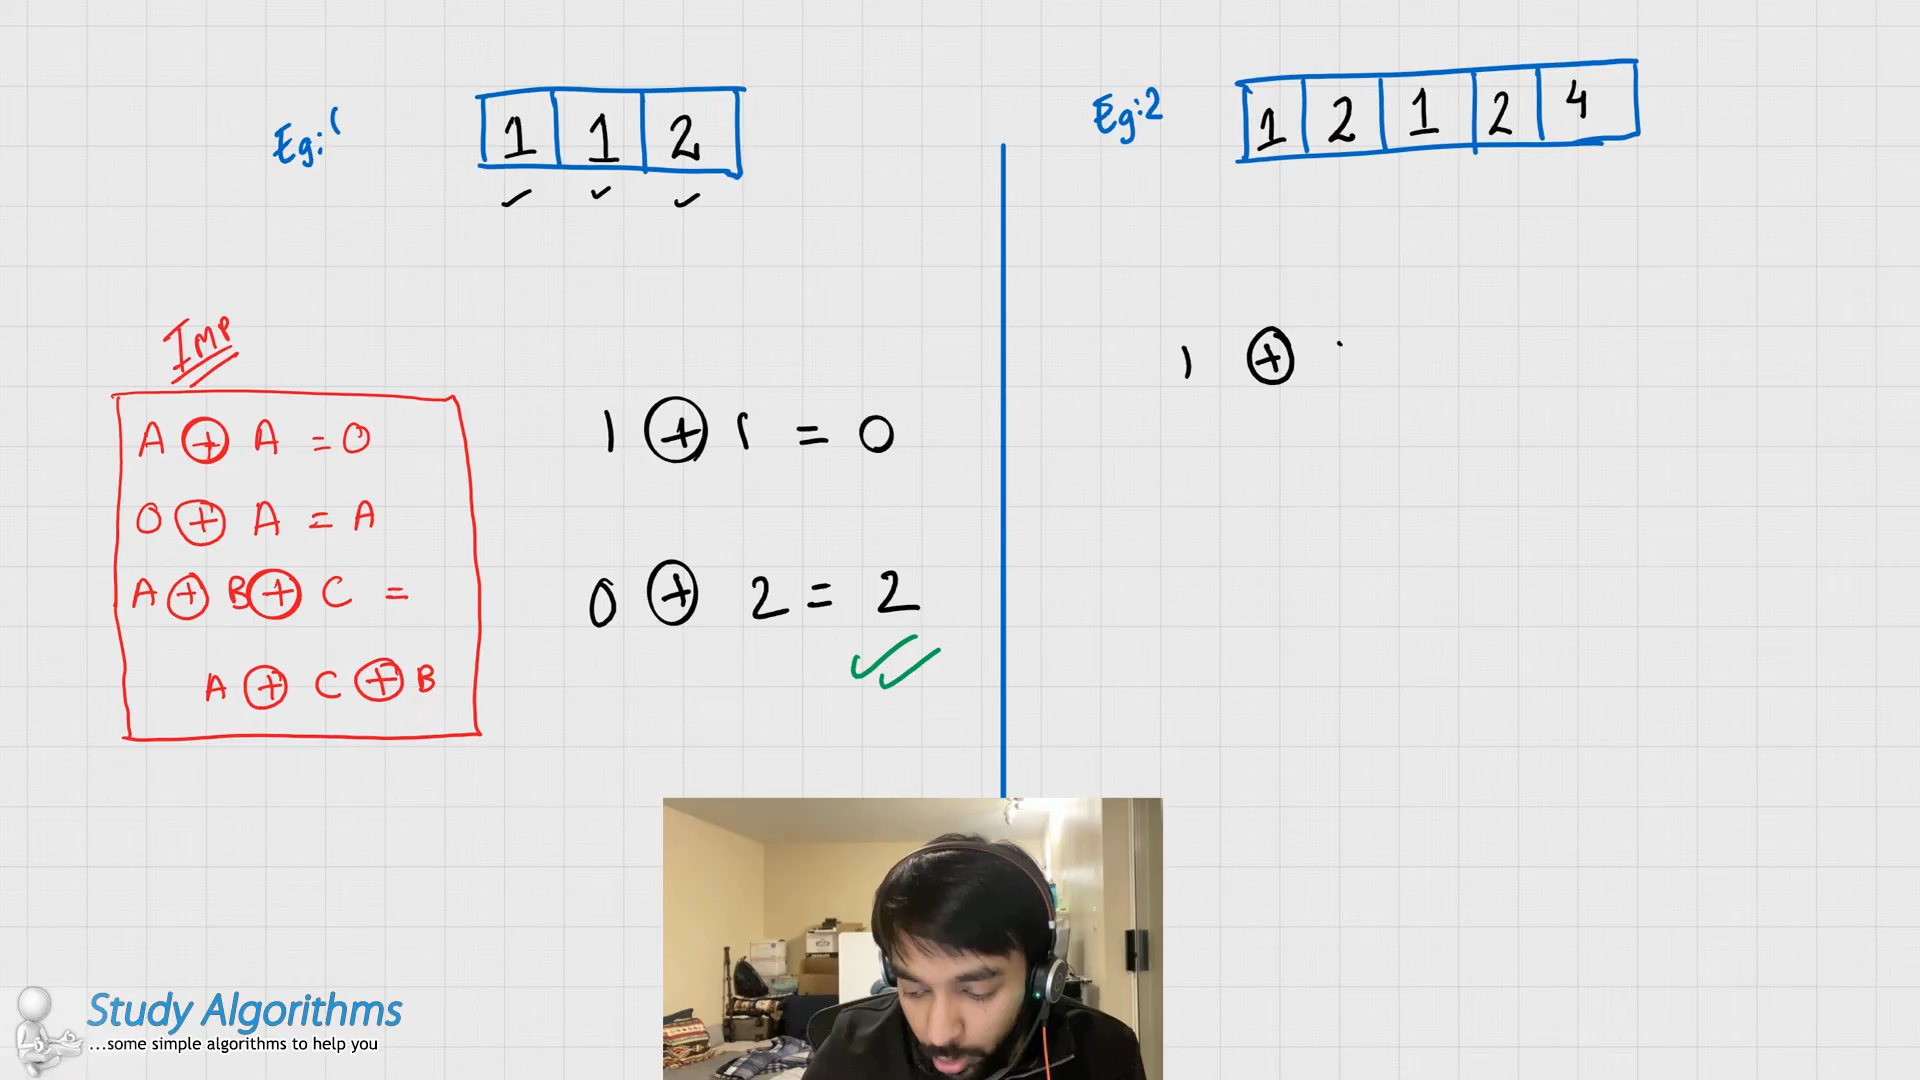 Eg:1
1 1 2
Imp
A ⊕ A = 0
0 ⊕ A = A
A ⊕ B ⊕ C =
A ⊕ C ⊕ B
1 ⊕ 1 = 0
0 ⊕ 2 = 2
Eg:2
1 2 1 2 4
1 ⊕
Study Algorithms
...some simple algorithms to help you